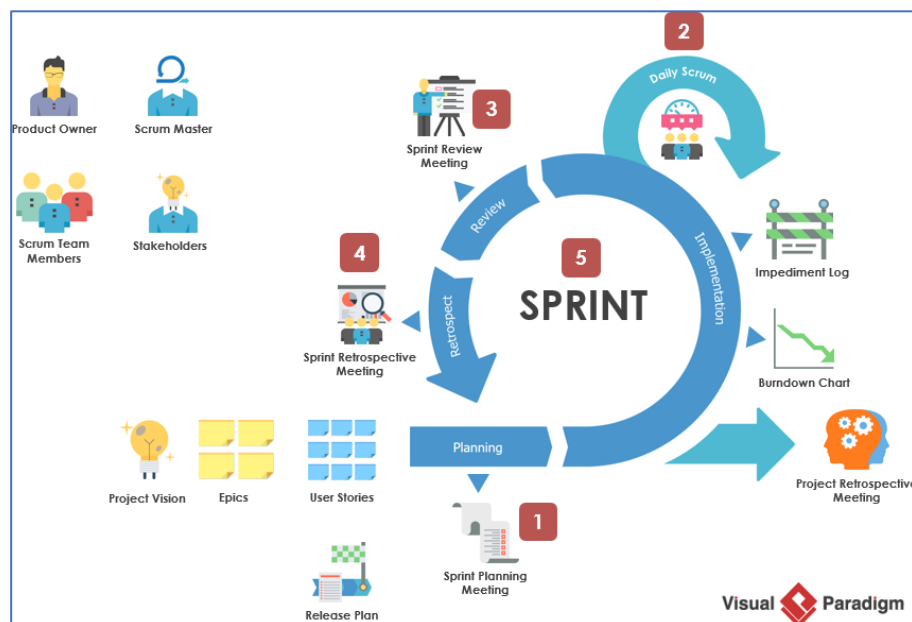 2
Daily Scrum
Product Owner
Scrum Master
3
Sprint Review
Meeting
Scrum Team
Members
Stakeholders
Review
Implementation
Impediment Log
4
5
SPRINT
Retrospect
Sprint Retrospective
Meeting
Burndown Chart
Project Vision
Epics
User Stories
Planning
Project Retrospective
Meeting
1
Sprint Planning
Meeting
Release Plan
Visual Paradigm